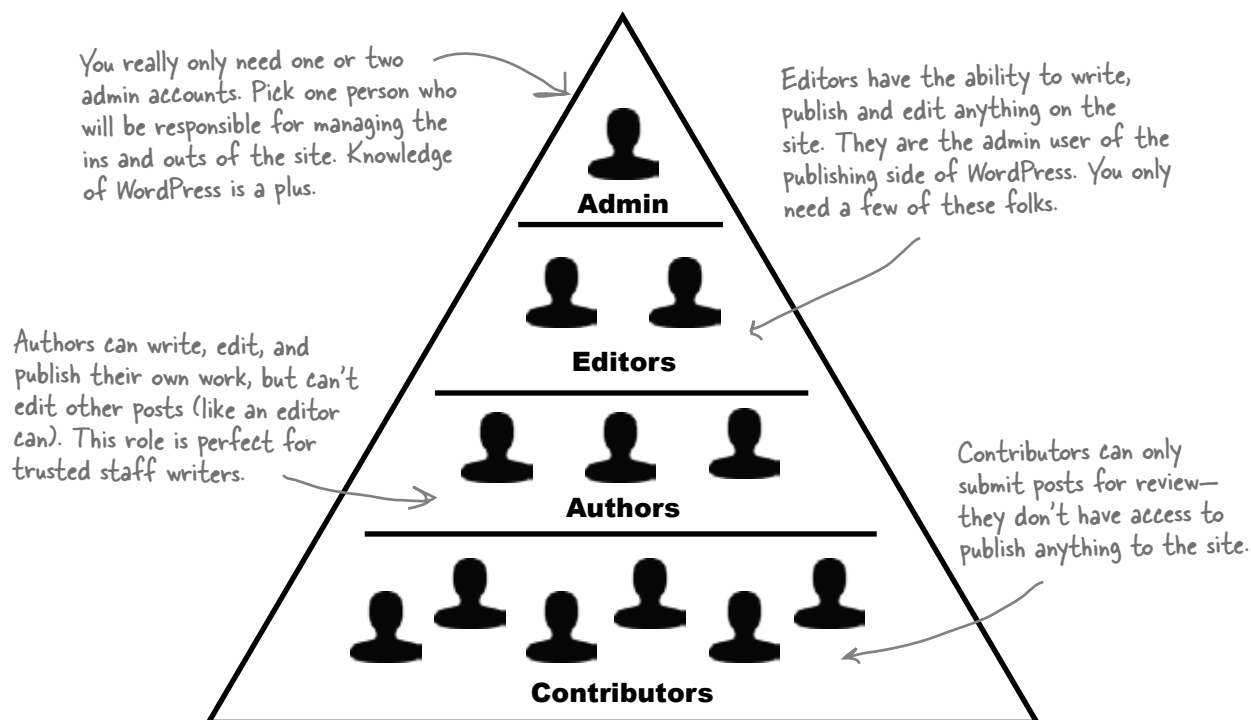 You really only need one or two
admin accounts. Pick one person who
will be responsible for managing the
ins and outs of the site. Knowledge
of WordPress is a plus.
Editors have the ability to write,
publish and edit anything on the
site. They are the admin user of the
publishing side of WordPress. You only
need a few of these folks.
Admin
Editors
Authors can write, edit, and
publish their own work, but can't
edit other posts (like an editor
can). This role is perfect for
trusted staff writers.
Authors
Contributors can only
submit posts for review—
they don't have access to
publish anything to the site.
Contributors